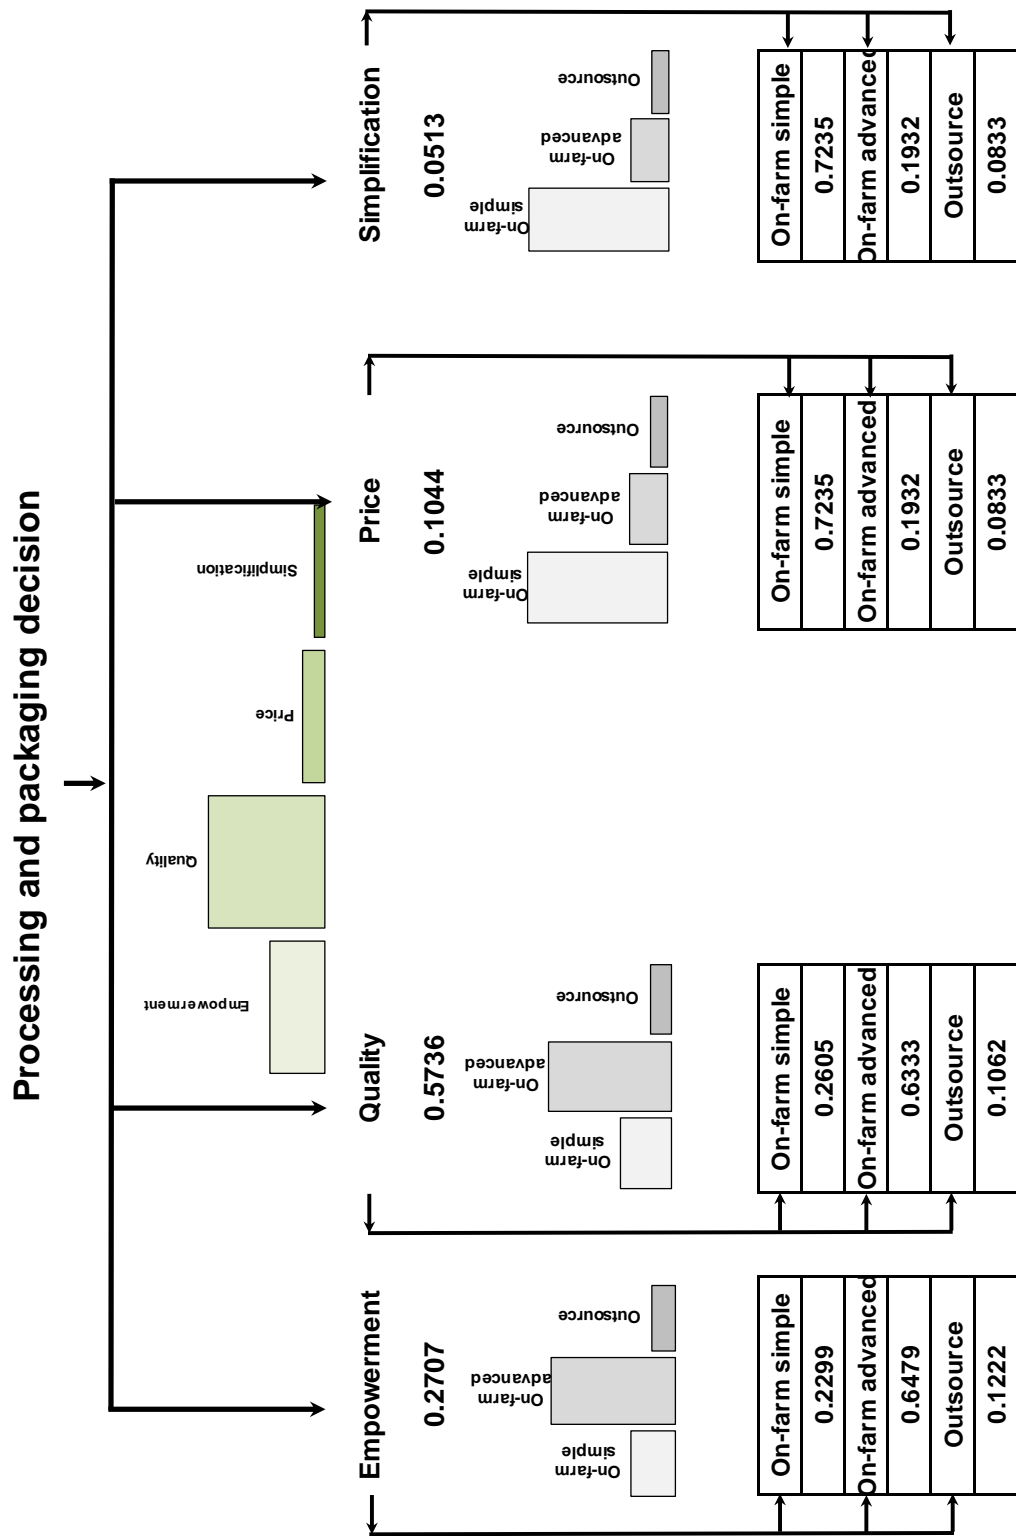 Processing and packaging decision
Empowerment
Quality
Price
Simplification
Empowerment
0.2707
On-farm
simple
On-farm
advanced
Outsource
On-farm simple
0.2299
On-farm advanced
0.6479
Outsource
0.1222
Quality
0.5736
On-farm
simple
On-farm
advanced
Outsource
On-farm simple
0.2605
On-farm advanced
0.6333
Outsource
0.1062
Price
0.1044
On-farm
simple
On-farm
advanced
Outsource
On-farm simple
0.7235
On-farm advanced
0.1932
Outsource
0.0833
Simplification
0.0513
On-farm
simple
On-farm
advanced
Outsource
On-farm simple
0.7235
On-farm advanced
0.1932
Outsource
0.0833